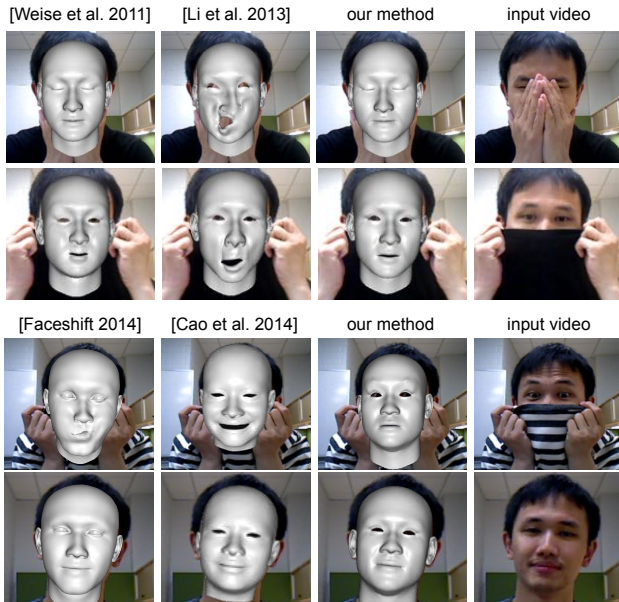 [Weise et al. 2011] [Li et al. 2013] our method input video
[Faceshift 2014] [Cao et al. 2014] our method input video